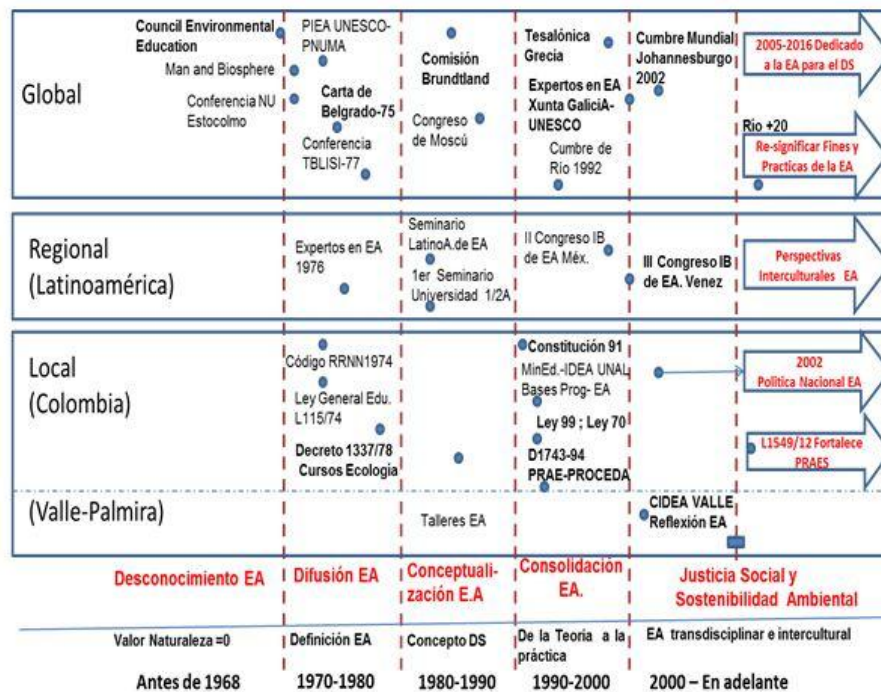 Council Environmental
Education
Man and Biosphere
Conferencia NU
Estocolmo
Global
PIEA UNESCO-
PNUMA
Carta de
Belgrado-75
Conferencia
TBLISI-77
Comisión
Brundtland
Congreso
de Moscú
Tesalónica
Grecia
Expertos en EA
Xunta GaliciA-
UNESCO
Cumbre de
Río 1992
Cumbre Mundial
Johannesburgo
2002
2005-2016 Dedicado
a la EA para el DS
Rio +20
Re-significar Fines y
Practicas de la EA
Regional
(Latinoamérica)
Expertos en EA
1976
Seminario
LatinoA.de EA
1er Seminario
Universidad 1/2A
II Congreso IB
de EA Méx.
III Congreso IB
de EA. Venez
Perspectivas
Interculturales EA
Local
(Colombia)
Código RRNN1974
Ley General Edu.
L115/74
Decreto 1337/78
Cursos Ecologia
Constitución 91
MinEd.-IDEA UNAL
Bases Prog- EA
Ley 99 ; Ley 70
D1743-94
PRAE-PROCEDA
2002
Política Nacional EA
L1549/12 Fortalece
PRAES
(Valle-Palmira)
Talleres EA
CIDEA VALLE
Reflexión EA
Desconocimiento EA
Difusión EA
Conceptuali-
zación E.A
Consolidación
EA.
Justicia Social y
Sostenibilidad Ambiental
Valor Naturaleza =0
Definición EA
Concepto DS
De la Teoria a la
práctica
EA transdisciplinar e intercultural
Antes de 1968
1970-1980
1980-1990
1990-2000
2000 – En adelante